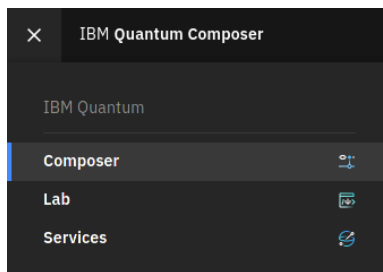 IBM Quantum Composer
IBM Quantum
Composer
Lab
Services